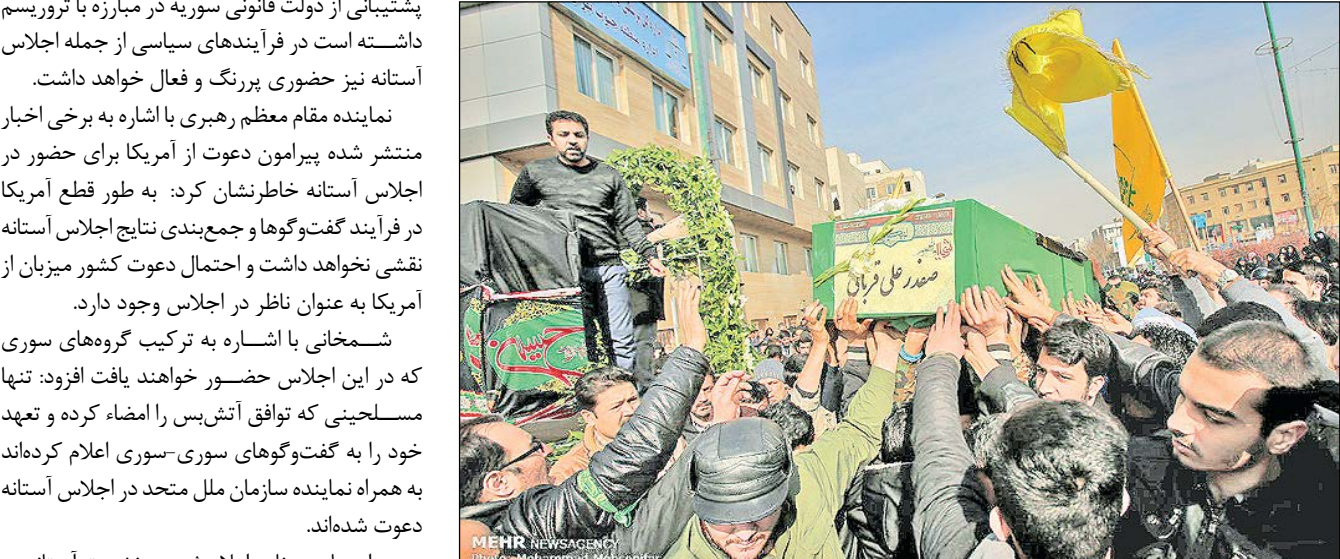 پشتیبانی از دولت قانونی سوریه در مبارزه با تروریسم
داشته است در فرآیندهای سیاسی از جمله اجلاس
آستانه نیز حضوری پررنگ و فعال خواهد داشت.
نماینده مقام معظم رهبری با اشاره به برخی اخبار
منتشر شده پیرامون دعوت از آمریکا برای حضور در
اجلاس آستانه خاطرنشان کرد: به طور قطع آمریکا
در فرآیند گفت‌وگوها و جمع‌بندی نتایج اجلاس آستانه
نقشی نخواهد داشت و احتمال دعوت کشور میزبان از
آمریکا به عنوان ناظر در اجلاس وجود دارد.
شمخانی با اشاره به ترکیب گروه‌های سوری
که در این اجلاس حضور خواهند یافت افزود: تنها
مسلحینی که توافق آتش‌بس را امضاء کرده و تعهد
خود را به گفت‌وگوهای سوری-سوری اعلام کرده‌اند
به همراه نماینده سازمان ملل متحد در اجلاس آستانه
دعوت شده‌اند.
صفدر علی قربانی
حسین
MEHR NEWSAGENCY
Photo: Mohammad Mohsenifar